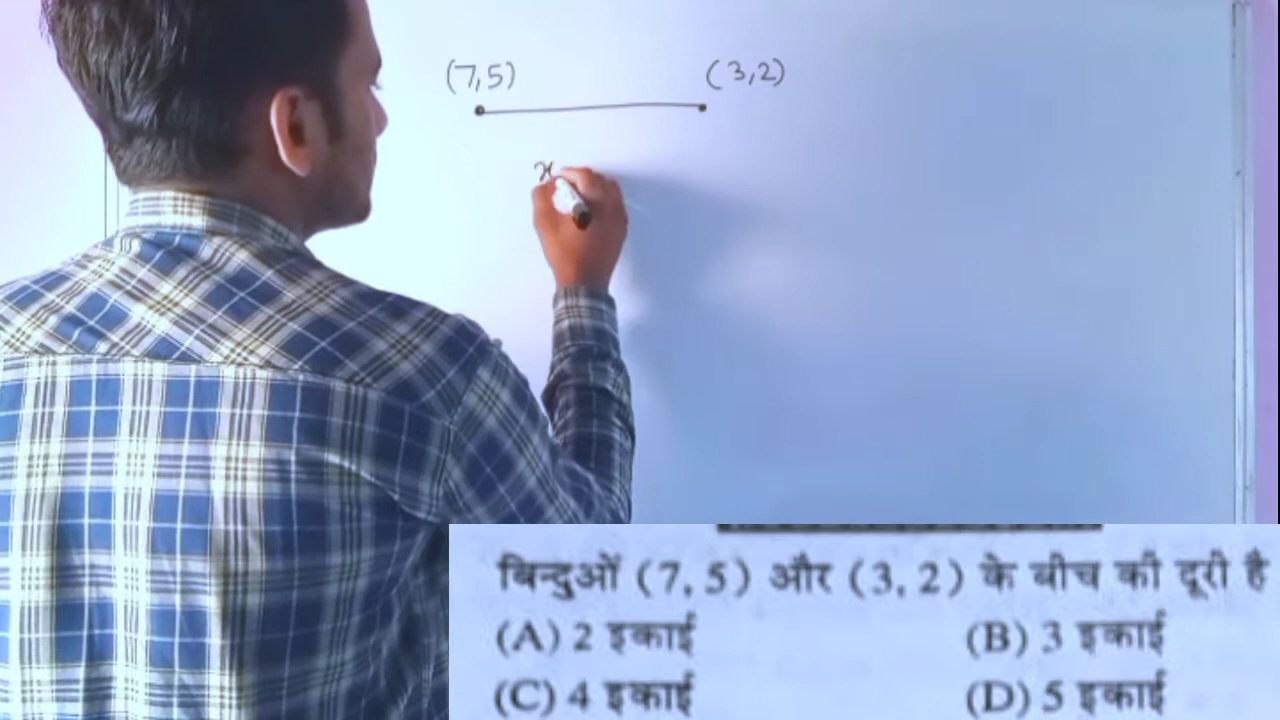 (7,5) (3,2)
x
बिन्दुओं (7, 5) और (3, 2) के बीच की दूरी है
(A) 2 इकाई (B) 3 इकाई
(C) 4 इकाई (D) 5 इकाई